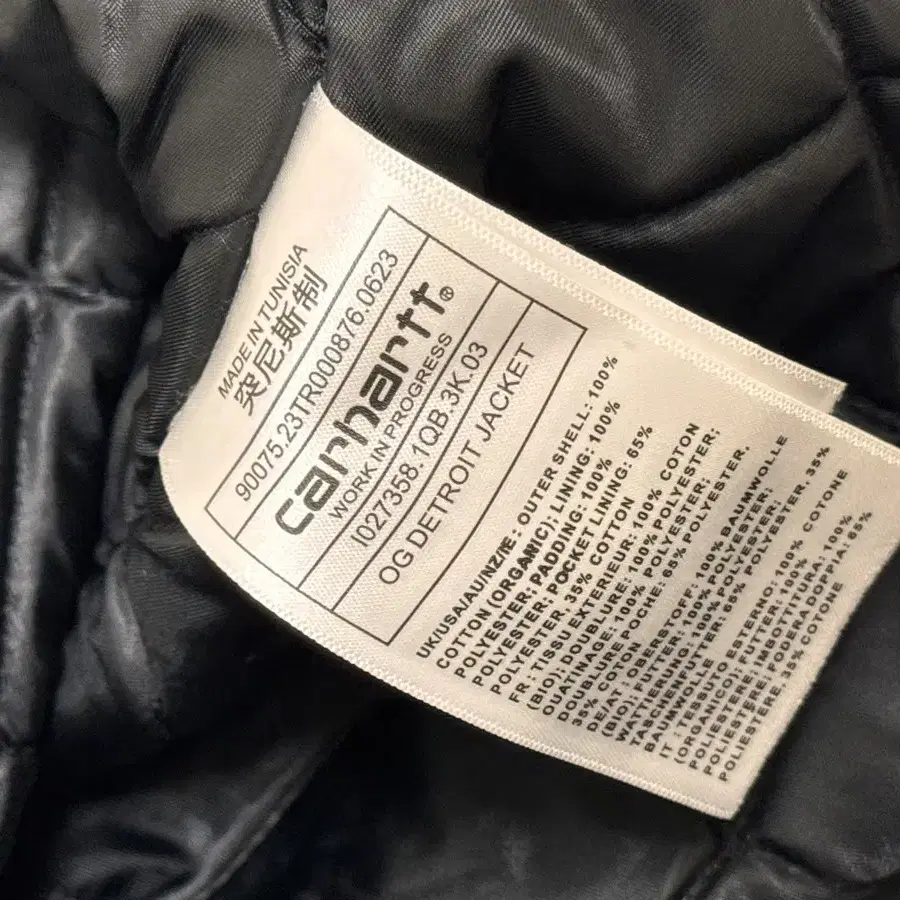 MADE IN TUNISIA
突尼斯制
90075.23TR000876.0623
carhartt®
WORK IN PROGRESS
I027358.1QB.3K.03
OG DETROIT JACKET
UK/USA/AU/NZ/IE: OUTER SHELL: 100%
COTTON (ORGANIC); LINING: 100%
POLYESTER; PADDING: 100%
POLYESTER; POCKET LINING: 65%
POLYESTER, 35% COTTON
FR: TISSU EXTERIEUR: 100% COTON
(BIO); DOUBLURE: 100% POLYESTER;
OUATINAGE: 100% POLYESTER;
DOUBLURE POCHE: 65% POLYESTER,
35% COTON
DE/AT: OBERSTOFF: 100% BAUMWOLLE
(BIO); FUTTER: 100% POLYESTER;
WATTIERUNG: 100% POLYESTER;
TASCHENFUTTER: 65% POLYESTER, 35%
BAUMWOLLE
IT: TESSUTO ESTERNO: 100% COTONE
(ORGANICO); FUTTER: 100%
POLIESTERE; IMBOTTITURA: 100%
POLIESTERE; FODERA DOPPIA: 65%
POLIESTERE, 35% COTONE